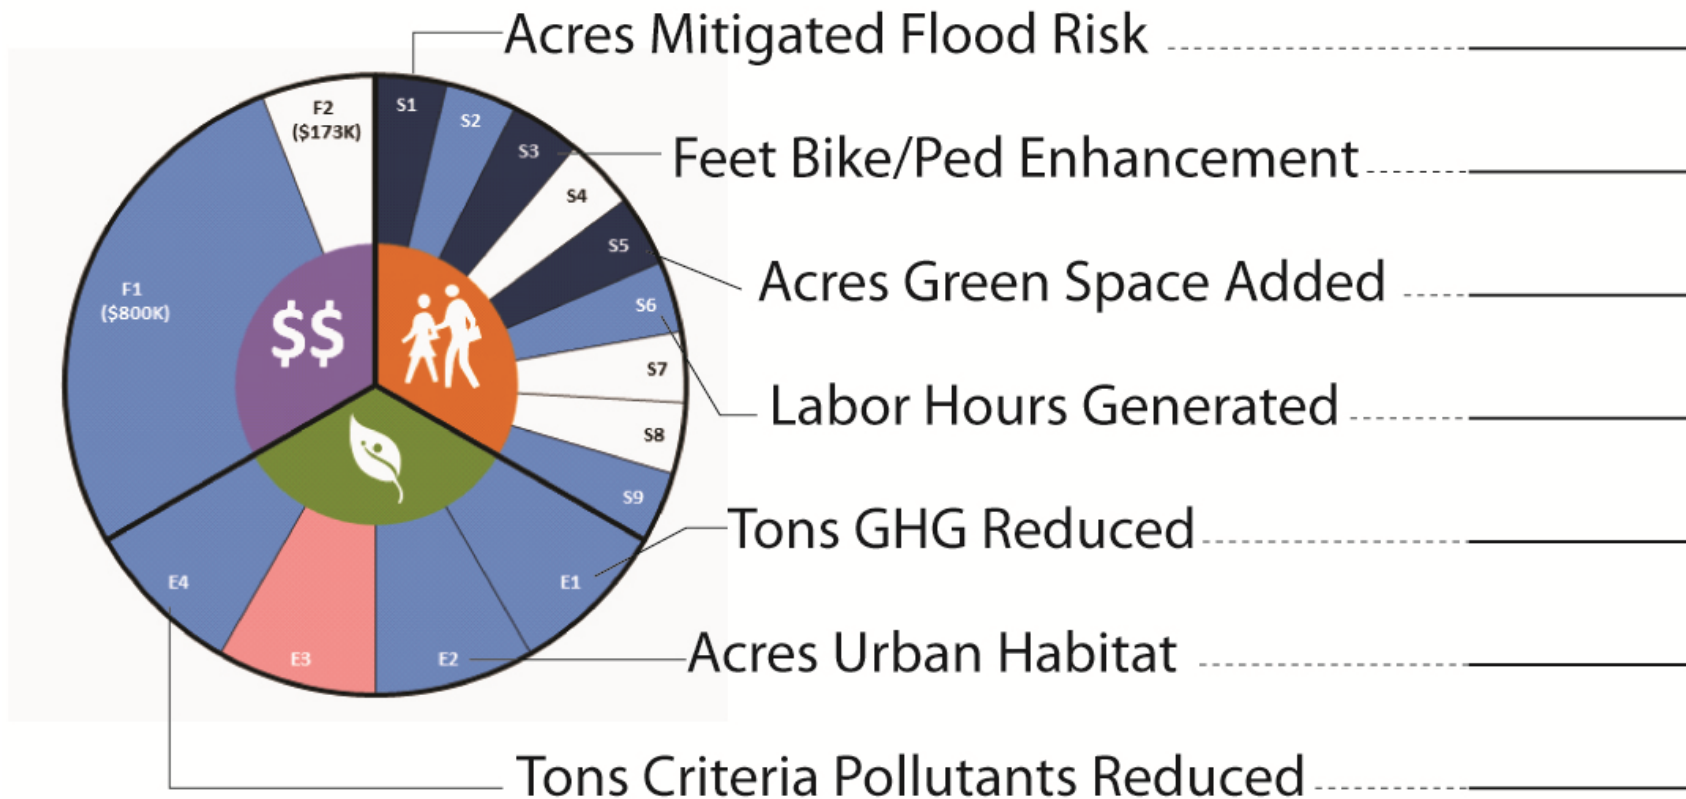 Acres Mitigated Flood Risk
Feet Bike/Ped Enhancement
Acres Green Space Added
Labor Hours Generated
Tons GHG Reduced
Acres Urban Habitat
Tons Criteria Pollutants Reduced
F2
($173K)
S1
S2
S3
S4
S5
S6
S7
S8
S9
E1
E2
E3
E4
F1
($800K)
$$